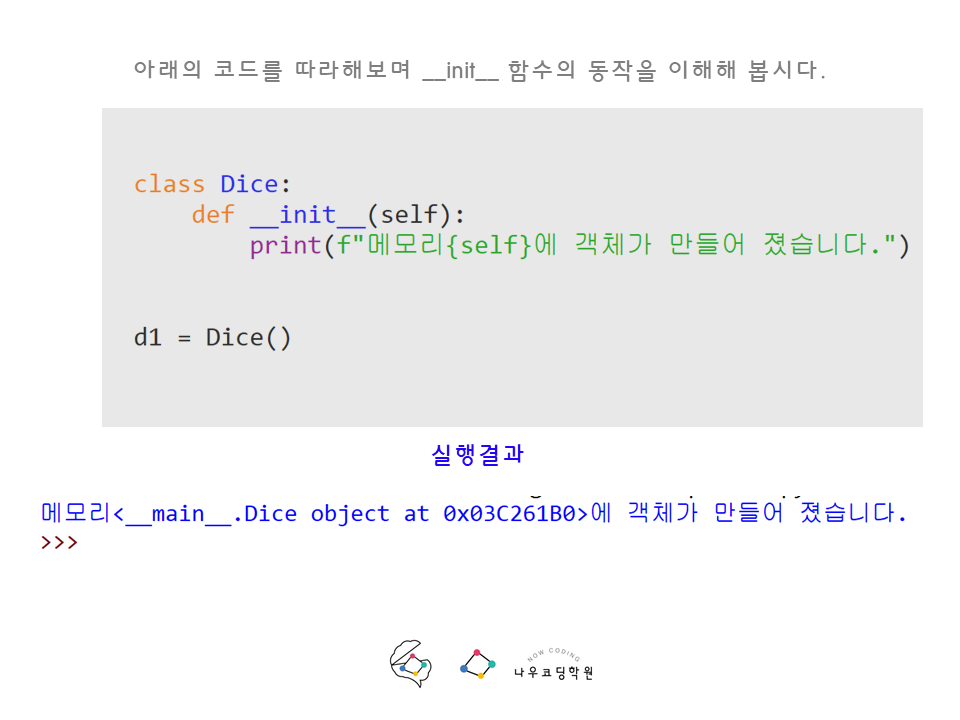 아래의 코드를 따라해보며 __init__ 함수의 동작을 이해해 봅시다.
class Dice:
    def __init__(self):
        print(f"메모리{self}에 객체가 만들어 졌습니다.")
d1 = Dice()
실행결과
메모리<__main__.Dice object at 0x03C261B0>에 객체가 만들어 졌습니다.
>>>
NOW CODING
나우코딩학원